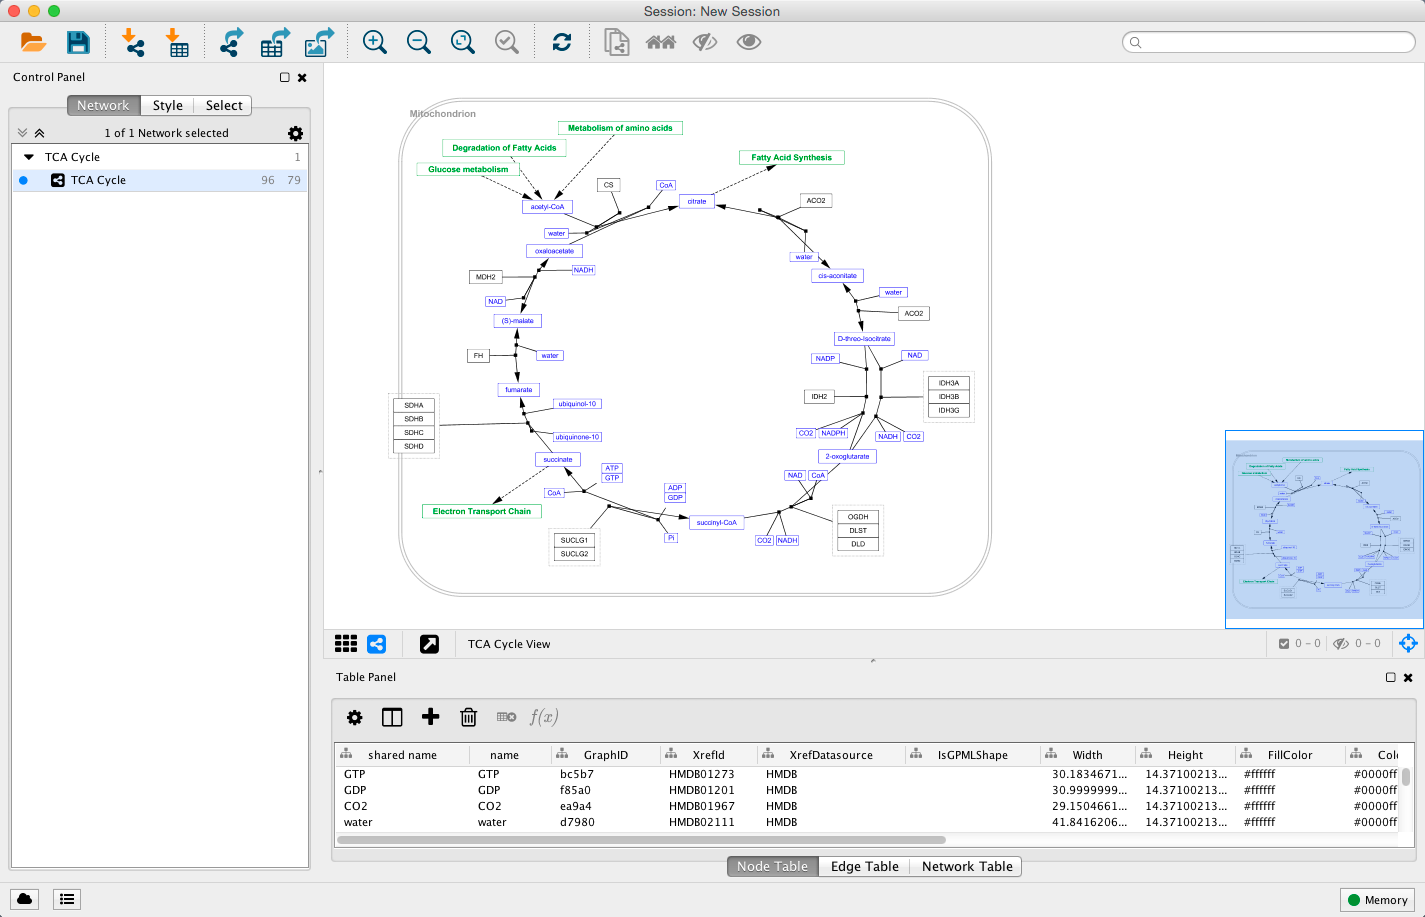 Session: New Session
Control Panel
Network Style Select
1 of 1 Network selected
TCA Cycle 1
TCA Cycle 96 79
Mitochondrion
Metabolism of amino acids
Degradation of Fatty Acids
Glucose metabolism
Fatty Acid Synthesis
CS
CoA
acetyl-CoA
citrate
ACO2
water
oxaloacetate
water
NADH
MDH2
cis-aconitate
NAD
water
(S)-malate
ACO2
D-threo-Isocitrate
FH
water
NADP
NAD
fumarate
IDH2
IDH3A
IDH3B
IDH3G
SDHA
SDHB
SDHC
SDHD
ubiquinol-10
ubiquinone-10
CO2
NADPH
NADH
CO2
succinate
2-oxoglutarate
ATP
GTP
NAD
CoA
CoA
ADP
GDP
Electron Transport Chain
succinyl-CoA
OGDH
DLST
DLD
Pi
CO2
NADH
SUCLG1
SUCLG2
TCA Cycle View
0 - 0
0 - 0
Table Panel
f(x)
shared name name GraphID XrefId XrefDatasource IsGPMLShape Width Height FillColor Col
GTP GTP bc5b7 HMDB01273 HMDB 30.1834671... 14.37100213... #ffffff #0000ff
GDP GDP f85a0 HMDB01201 HMDB 30.9999999... 14.37100213... #ffffff #0000ff
CO2 CO2 ea9a4 HMDB01967 HMDB 29.1504661... 14.37100213... #ffffff #0000ff
water water d7980 HMDB02111 HMDB 41.8416206... 14.37100213... #ffffff #0000ff
Node Table Edge Table Network Table
Memory